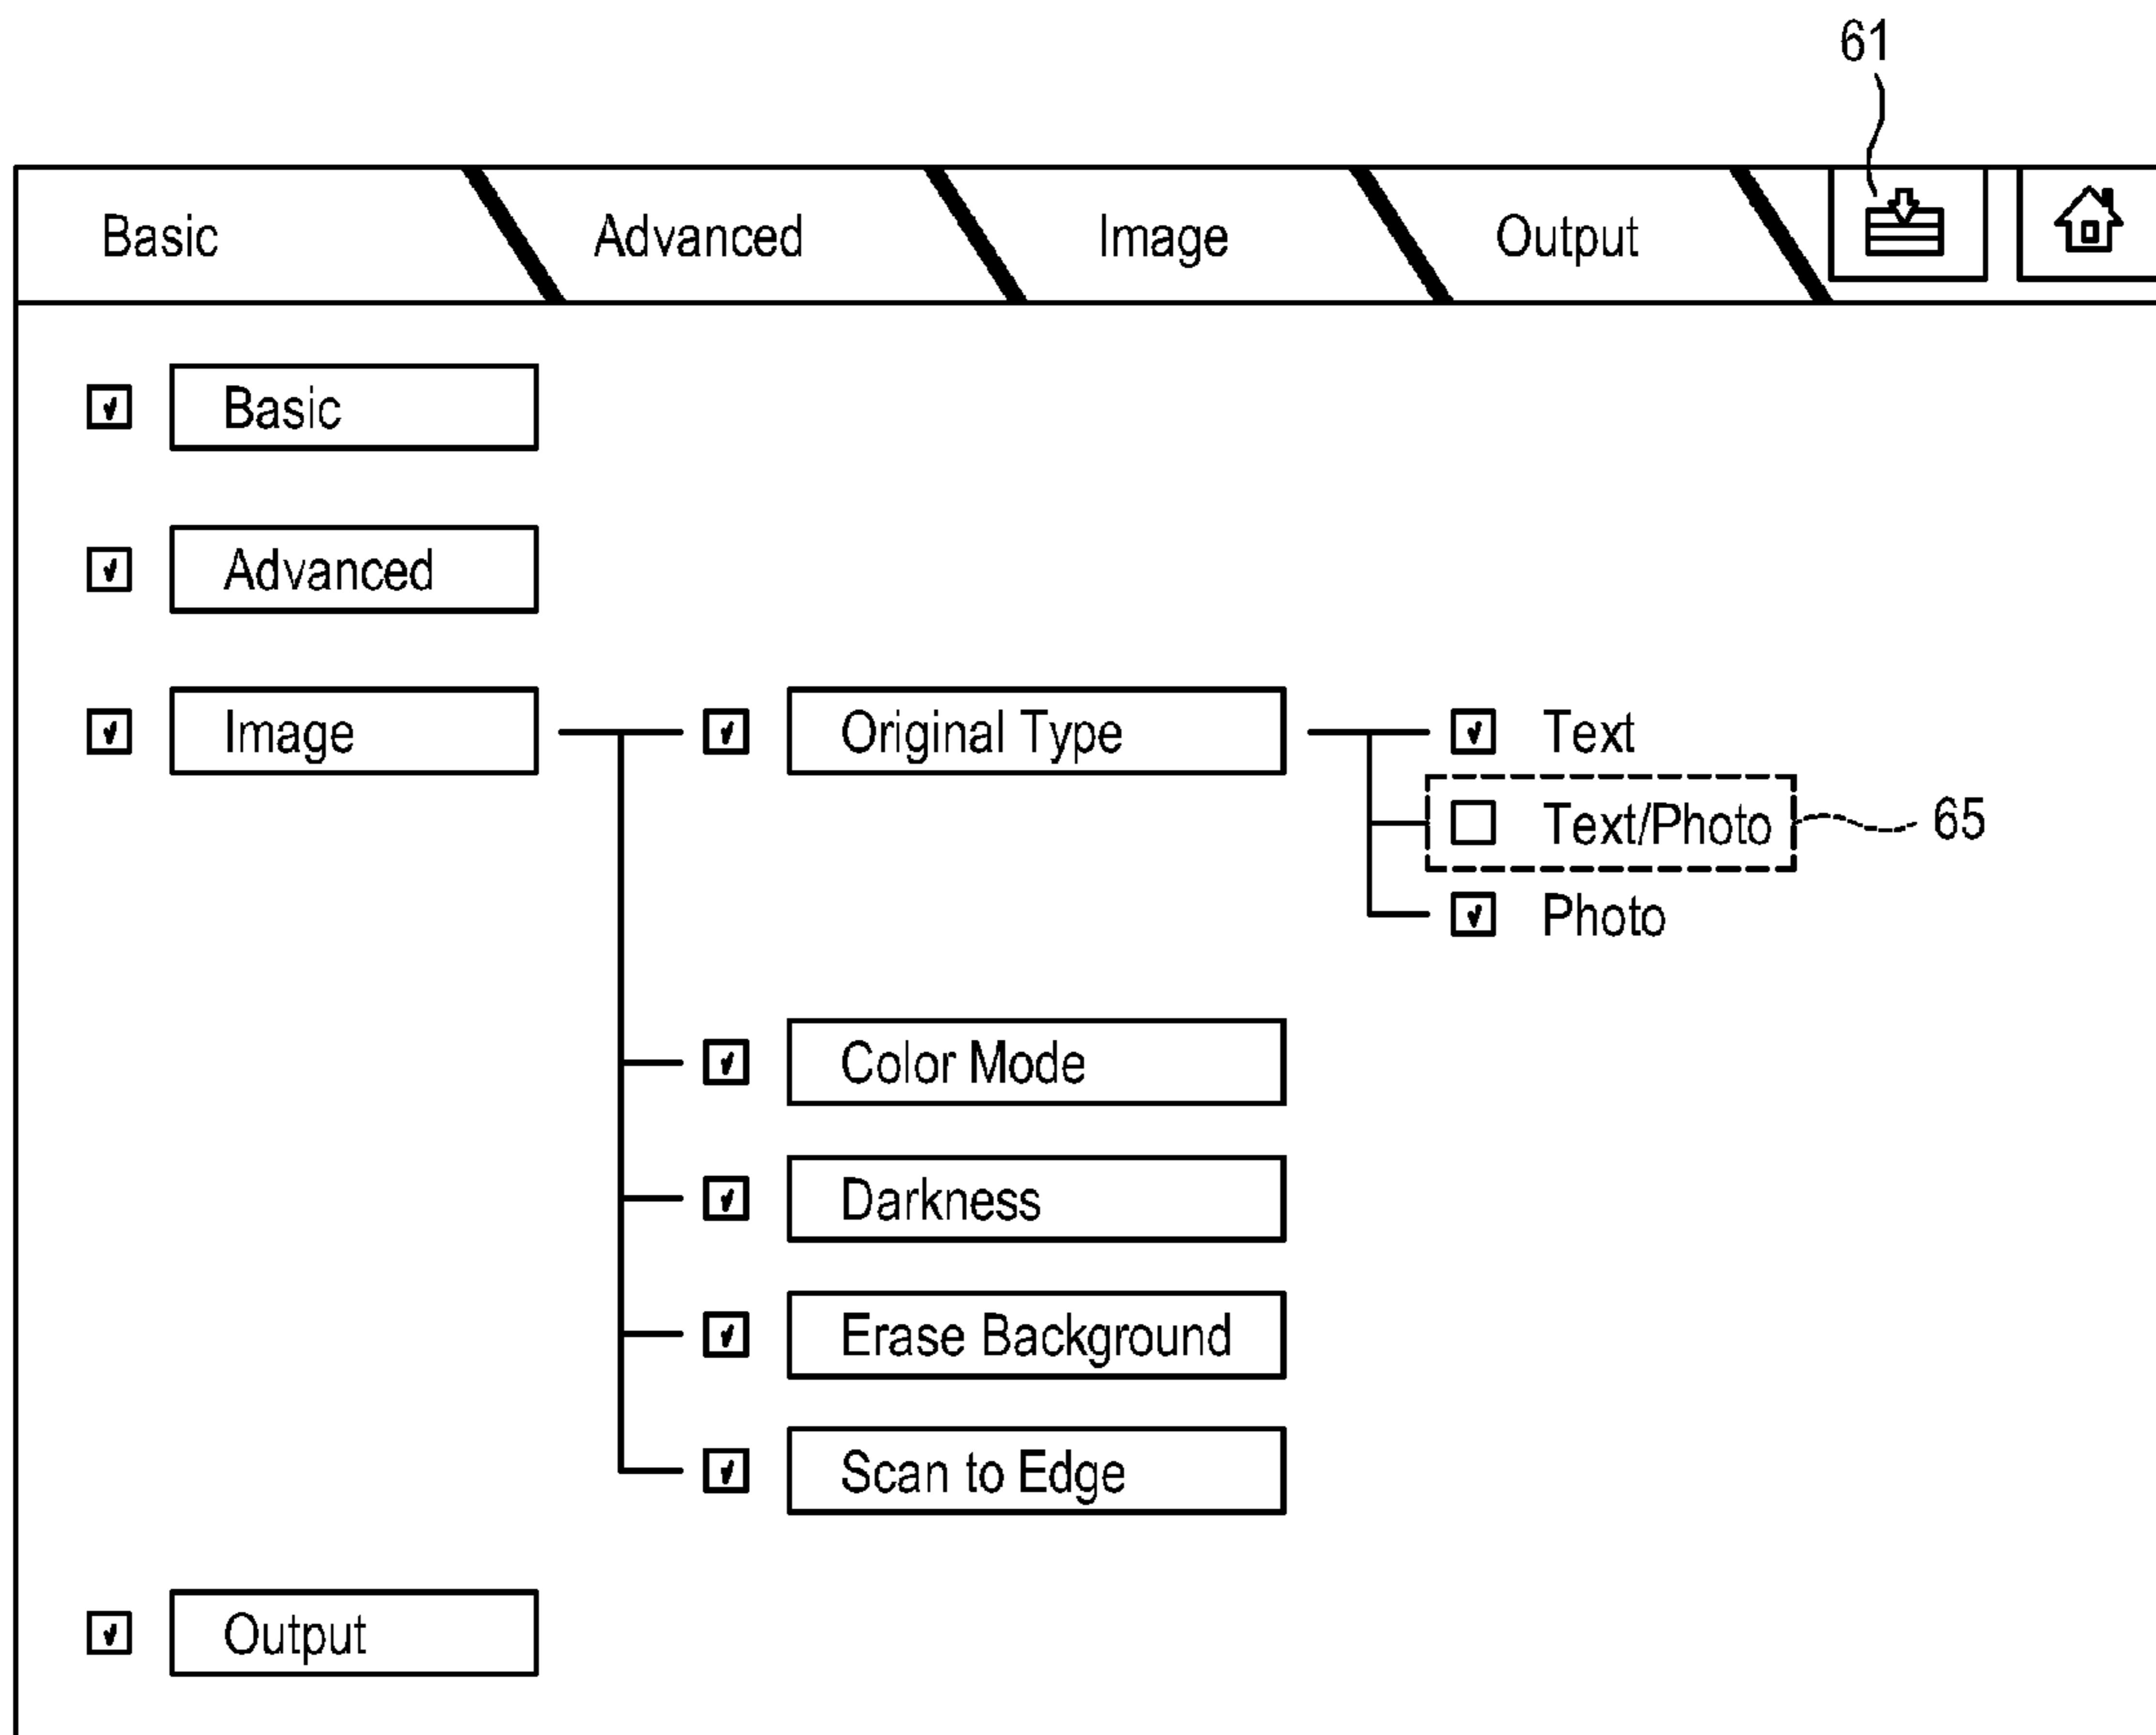 61
Basic Advanced Image Output
Basic
Advanced
Image Original Type Text
Text/Photo 65
Photo
Color Mode
Darkness
Erase Background
Scan to Edge
Output